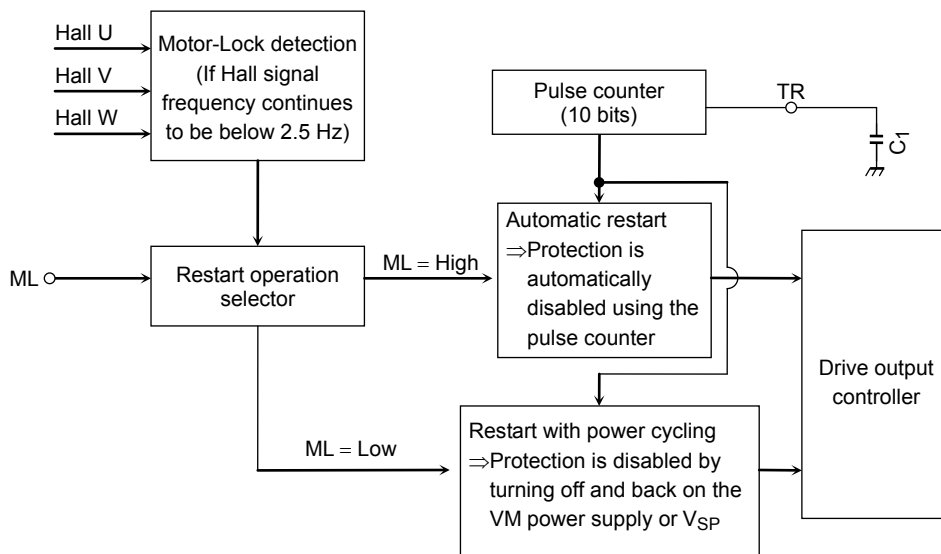 Hall U
Hall V
Hall W
Motor-Lock detection
(If Hall signal
frequency continues
to be below 2.5 Hz)
Pulse counter
(10 bits)
TR
C1
ML
Restart operation
selector
ML = High
Automatic restart
⇒Protection is
automatically
disabled using the
pulse counter
Drive output
controller
ML = Low
Restart with power cycling
⇒Protection is disabled by
turning off and back on the
VM power supply or VSP